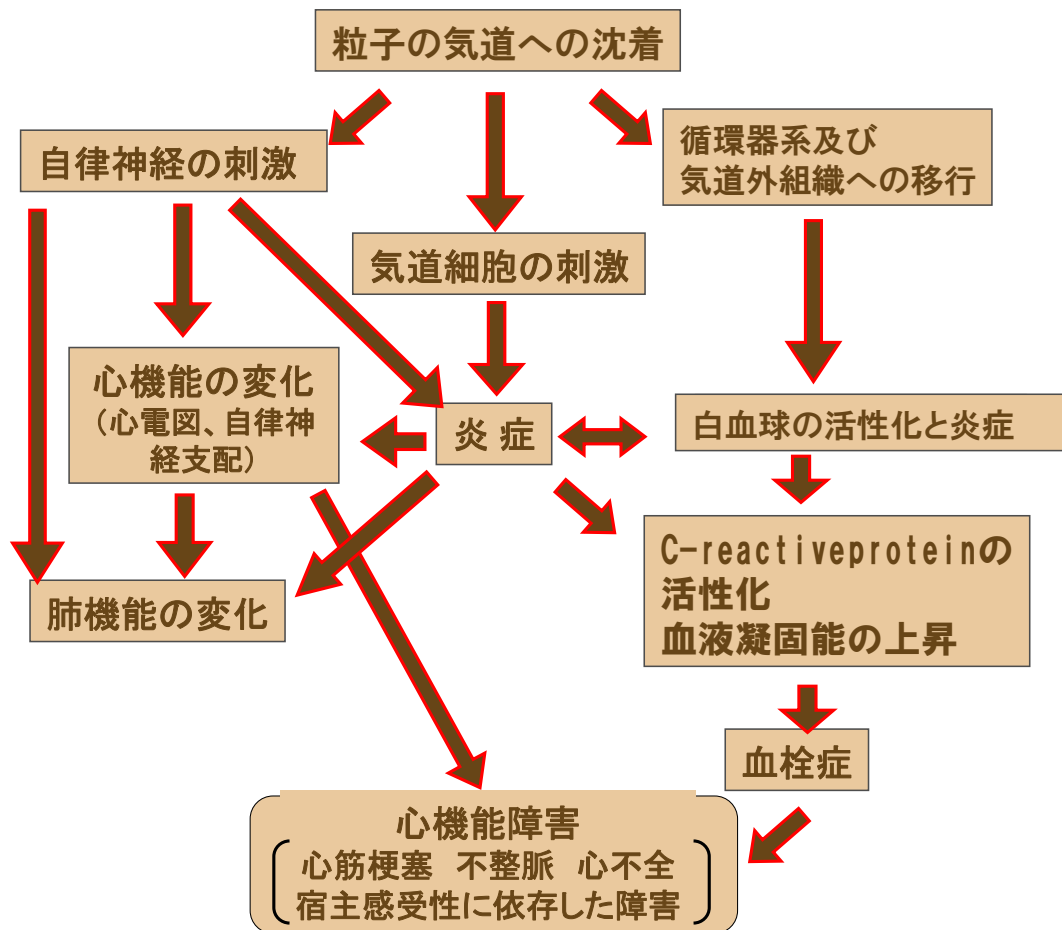 粒子の気道への沈着
自律神経の刺激
循環器系及び
気道外組織への移行
気道細胞の刺激
心機能の変化
（心電図、自律神
経支配）
炎 症
白血球の活性化と炎症
C-reactiveproteinの
活性化
血液凝固能の上昇
肺機能の変化
血栓症
心機能障害
心筋梗塞　不整脈　心不全
宿主感受性に依存した障害